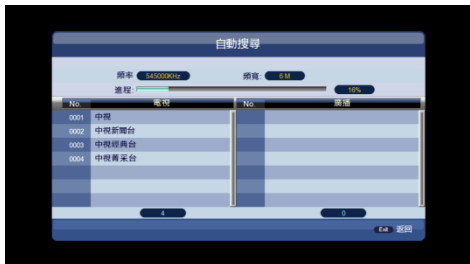 自動搜尋
頻率 545000KHz 頻寬: 6 M
進程: 16%
No. 電視 No. 廣播
0001 中視
0002 中視新聞台
0003 中視經典台
0004 中視菁采台
4 0
Exit 返回